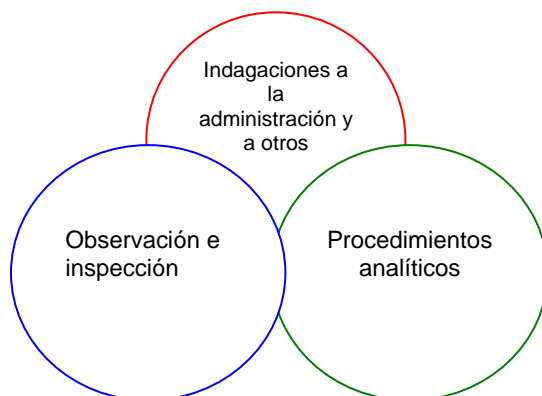 Indagaciones a
la
administración y
a otros
Observación e
inspección
Procedimientos
analíticos